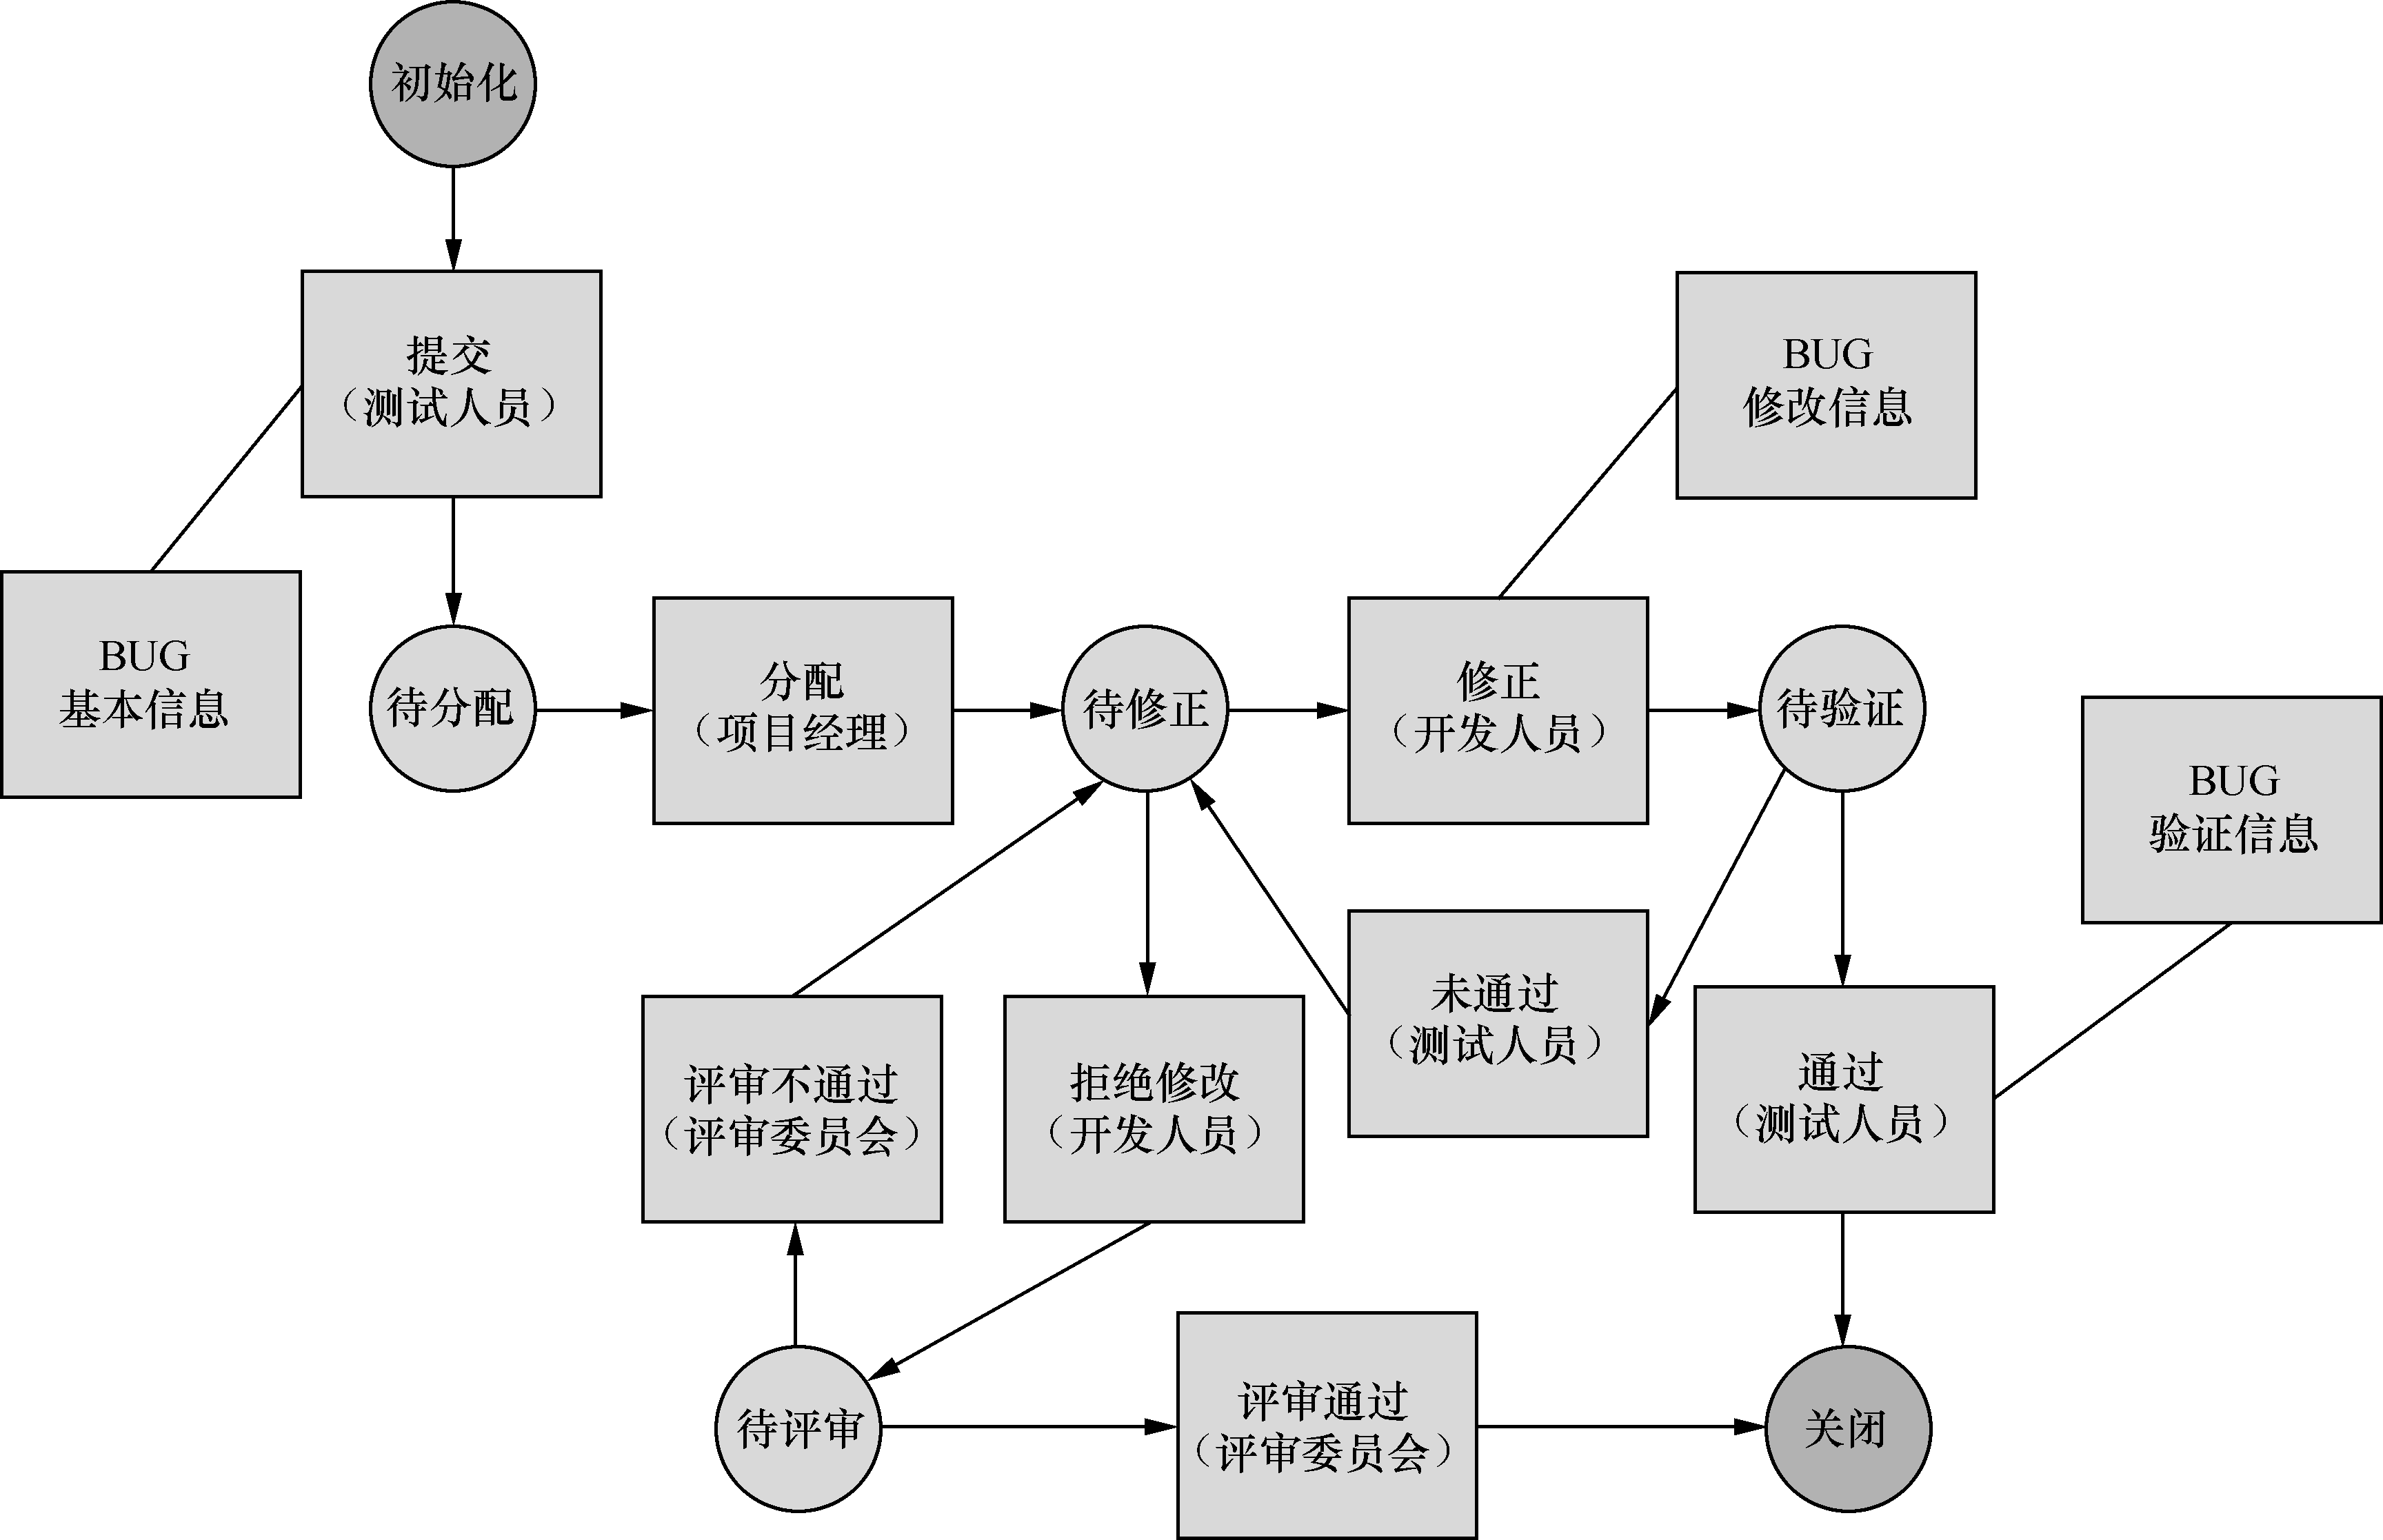 初始化
提交
（测试人员）
BUG
修改信息
BUG
基本信息
待分配
分配
（项目经理）
待修正
修正
（开发人员）
待验证
BUG
验证信息
未通过
（测试人员）
评审不通过
（评审委员会）
拒绝修改
（开发人员）
通过
（测试人员）
待评审
评审通过
（评审委员会）
关闭